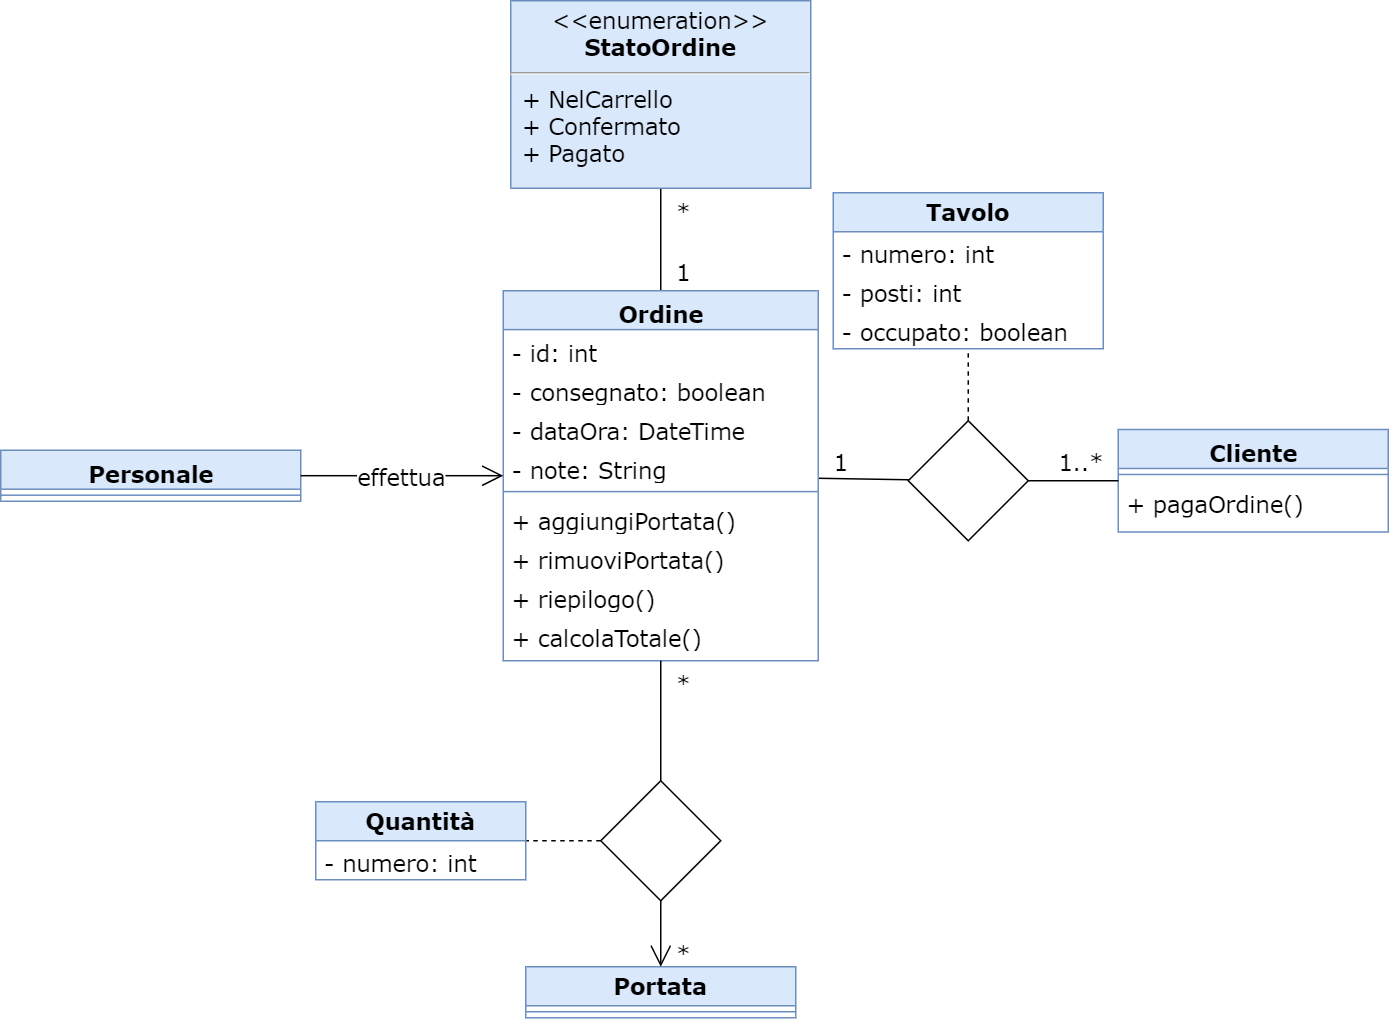 <<enumeration>>
StatoOrdine
+ NelCarrello
+ Confermato
+ Pagato
*
1
Tavolo
- numero: int
- posti: int
- occupato: boolean
Ordine
- id: int
- consegnato: boolean
- dataOra: DateTime
- note: String
+ aggiungiPortata()
+ rimuoviPortata()
+ riepilogo()
+ calcolaTotale()
Personale
effettua
1
1..*
Cliente
+ pagaOrdine()
*
Quantità
- numero: int
*
Portata